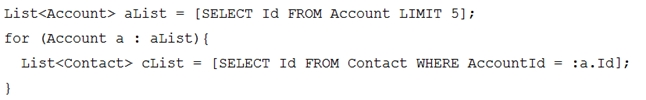 List<Account> aList = [SELECT Id FROM Account LIMIT 5];
for (Account a : aList){
  List<Contact> cList = [SELECT Id FROM Contact WHERE AccountId = :a.Id];
}